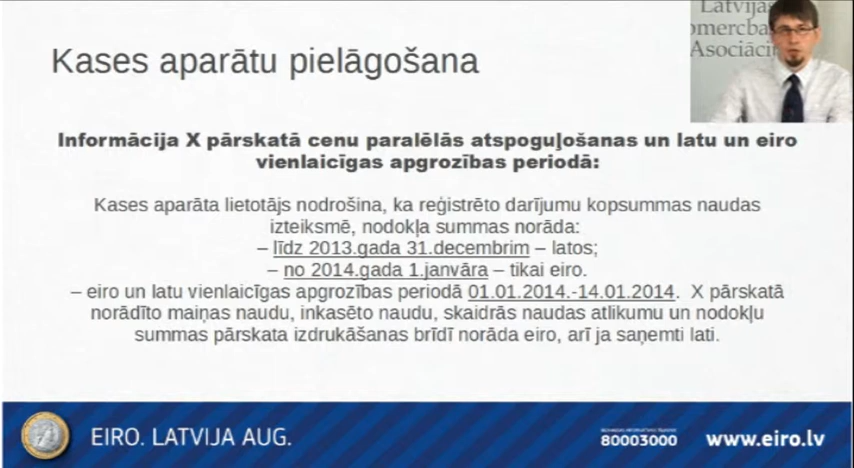 Latvijas
omercba
Asociāci
Kases aparātu pielāgošana
Informācija X pārskatā cenu paralēlās atspoguļošanas un latu un eiro
vienlaicīgas apgrozības periodā:
Kases aparāta lietotājs nodrošina, ka reģistrēto darījumu kopsummas naudas
izteiksmē, nodokļa summas norāda:
– līdz 2013.gada 31.decembrim – latos;
– no 2014.gada 1.janvāra – tikai eiro.
– eiro un latu vienlaicīgas apgrozības periodā 01.01.2014.-14.01.2014. X pārskatā
norādīto maiņas naudu, inkasēto naudu, skaidrās naudas atlikumu un nodokļu
summas pārskata izdrukāšanas brīdī norāda eiro, arī ja saņemti lati.
EIRO. LATVIJA AUG.
80003000
www.eiro.lv